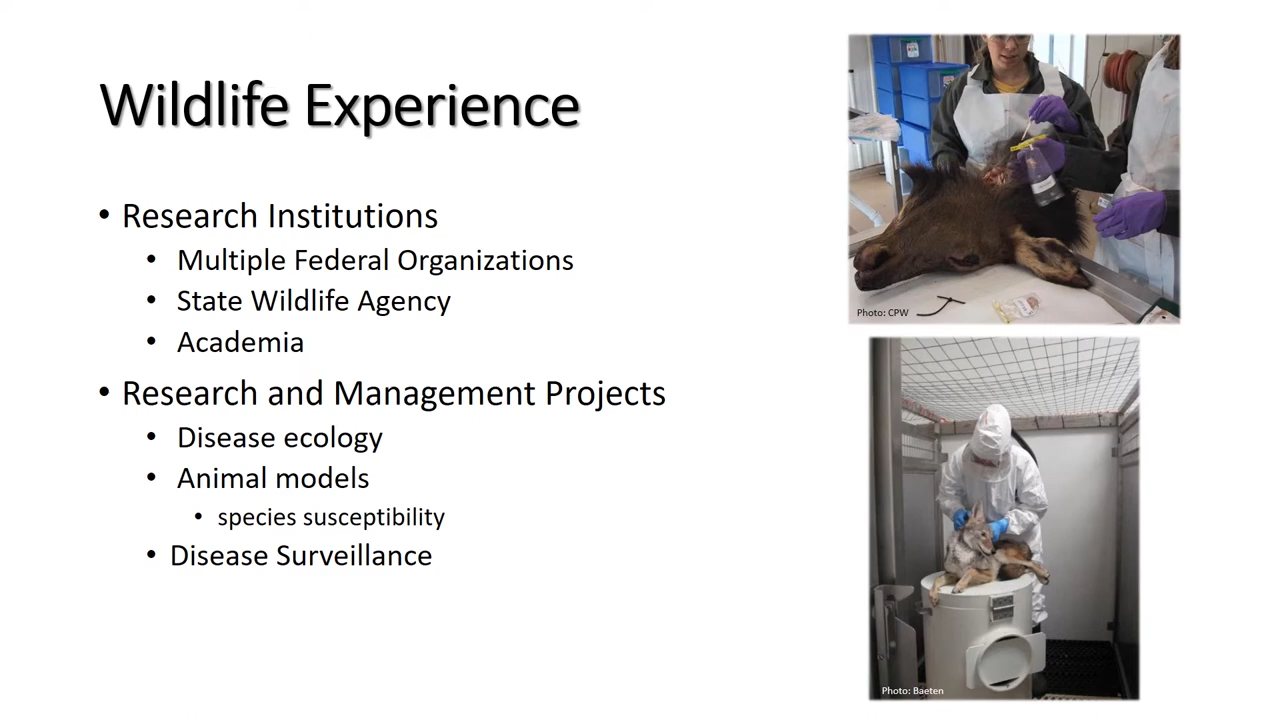 Wildlife Experience
• Research Institutions
• Multiple Federal Organizations
• State Wildlife Agency
• Academia
• Research and Management Projects
• Disease ecology
• Animal models
• species susceptibility
• Disease Surveillance
Photo: CPW
Photo: Baeten